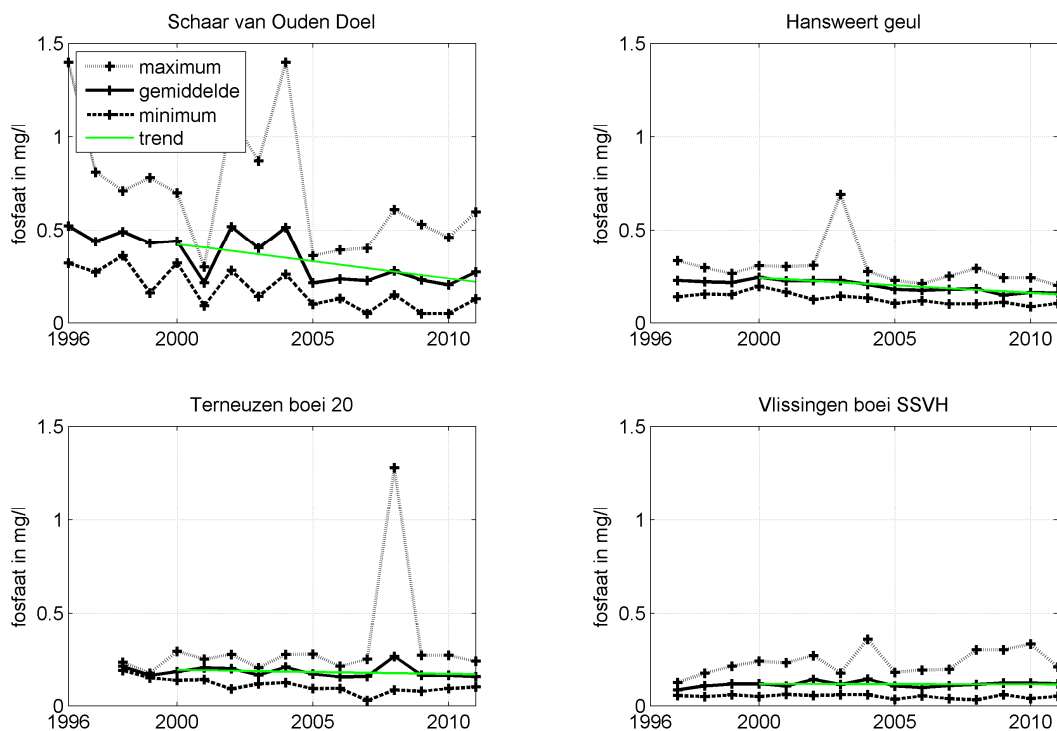 Schaar van Ouden Doel
1.5
1
0.5
0
fosfaat in mg/l
maximum
gemiddelde
minimum
trend
1996
2000
2005
2010
Hansweert geul
1.5
1
0.5
0
fosfaat in mg/l
1996
2000
2005
2010
Terneuzen boei 20
1.5
1
0.5
0
fosfaat in mg/l
1996
2000
2005
2010
Vlissingen boei SSVH
1.5
1
0.5
0
fosfaat in mg/l
1996
2000
2005
2010